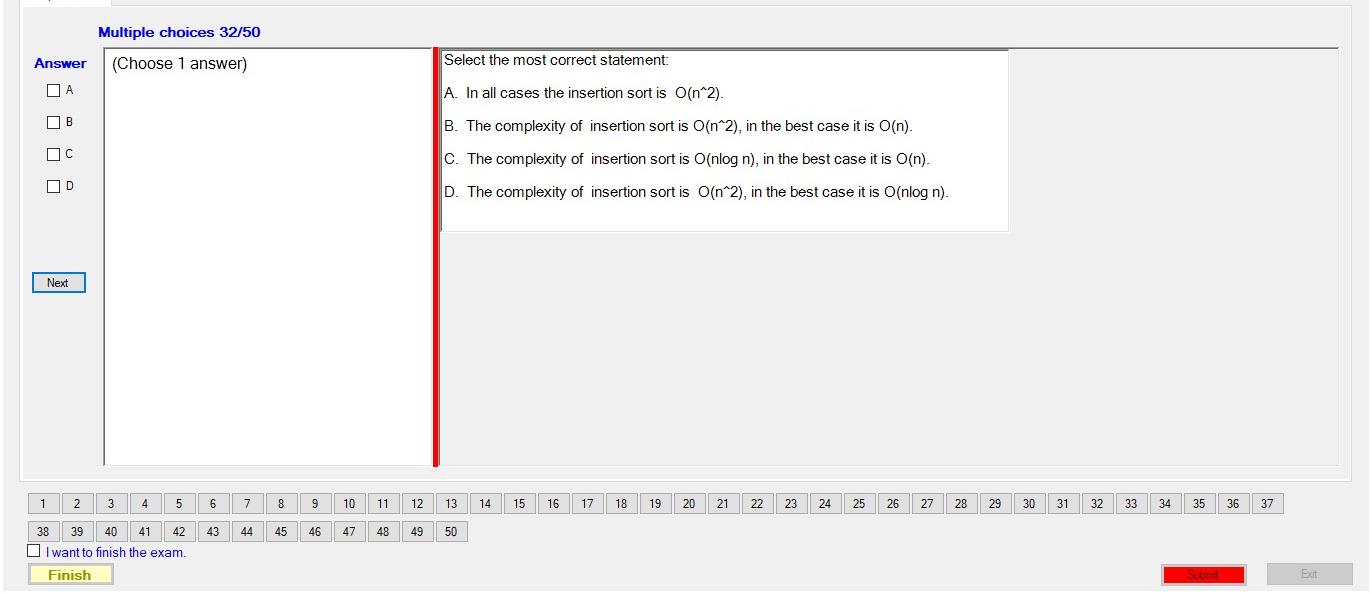 Multiple choices 32/50
Answer
A
B
C
D
Next
(Choose 1 answer)
Select the most correct statement:
A. In all cases the insertion sort is O(n^2).
B. The complexity of insertion sort is O(n^2), in the best case it is O(n).
C. The complexity of insertion sort is O(nlog n), in the best case it is O(n).
D. The complexity of insertion sort is O(n^2), in the best case it is O(nlog n).
1 2 3 4 5 6 7 8 9 10 11 12 13 14 15 16 17 18 19 20 21 22 23 24 25 26 27 28 29 30 31 32 33 34 35 36 37
38 39 40 41 42 43 44 45 46 47 48 49 50
I want to finish the exam.
Finish
Submit
Exit